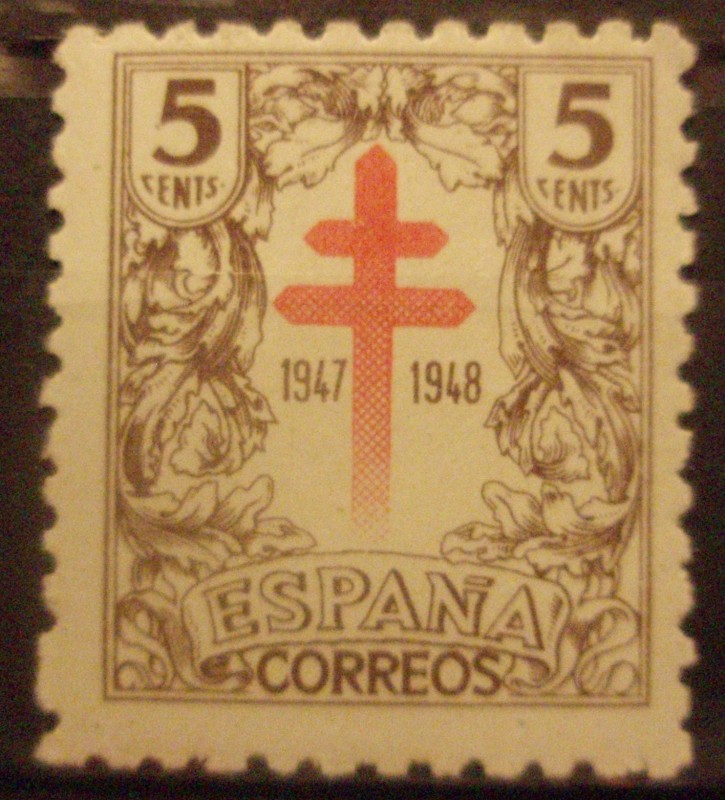 5 5
CENTS. CENTS.
1947 1948
ESPAÑA
CORREOS